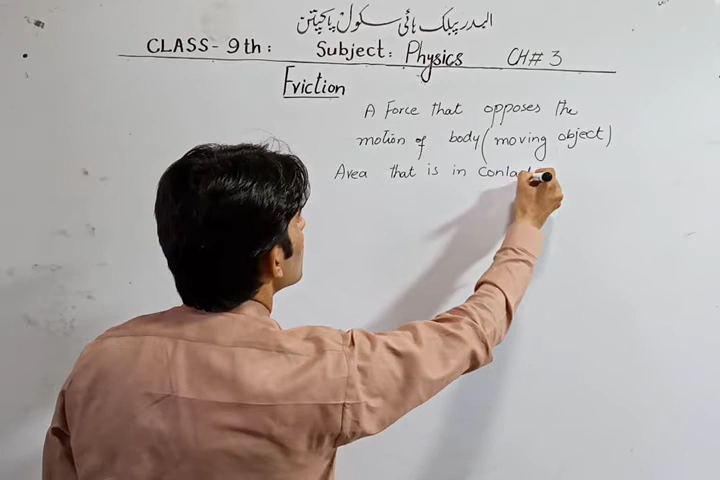 البدر پبلک ہائی سکول پاکپتن
CLASS-9th: Subject: Physics CH# 3
Friction
A Force that opposes the
motion of body (moving object)
Area that is in contact